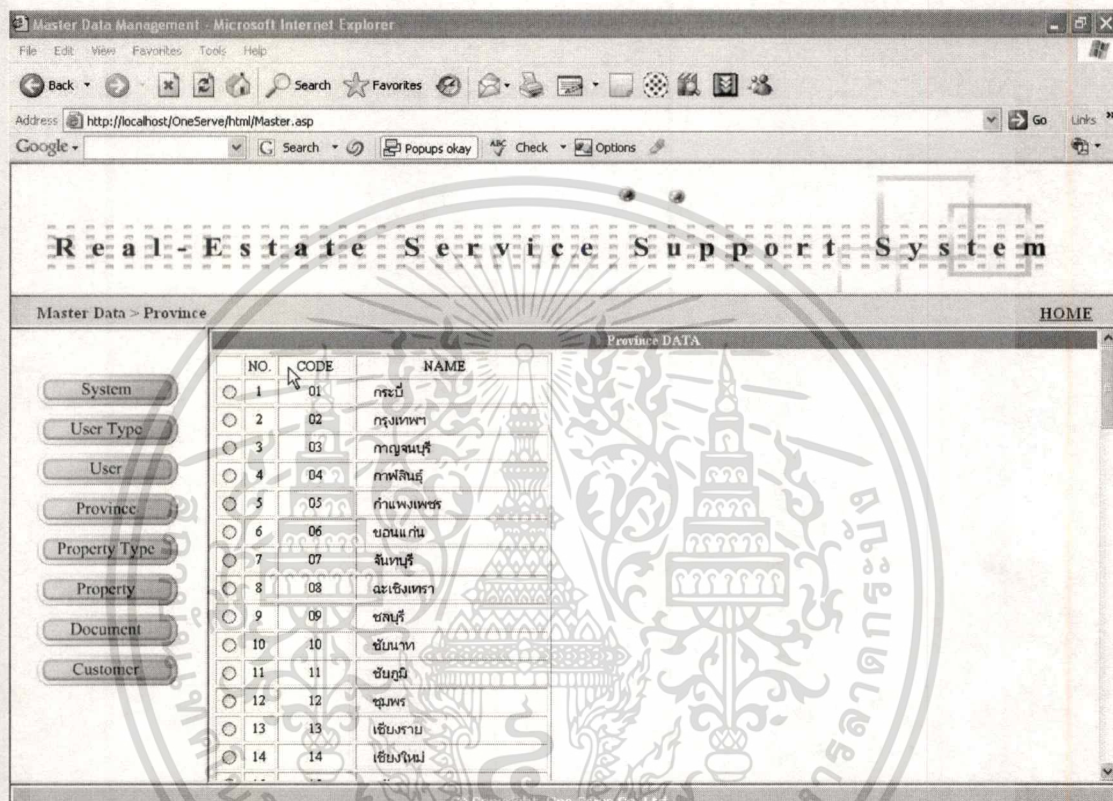 Master Data Management - Microsoft Internet Explorer
File Edit View Favorites Tools Help
Back Search Favorites
Address http://localhost/OneServe/html/Master.asp Go Links »
Google Search Popups okay ABC Check Options
Real-Estate Service Support System
Master Data > Province HOME
Province DATA
System
User Type
User
Province
Property Type
Property
Document
Customer
NO. CODE NAME
1 01 กระบี่
2 02 กรุงเทพฯ
3 03 กาญจนบุรี
4 04 กาฬสินธุ์
5 05 กำแพงเพชร
6 06 ขอนแก่น
7 07 จันทบุรี
8 08 ฉะเชิงเทรา
9 09 ชลบุรี
10 10 ชัยนาท
11 11 ชัยภูมิ
12 12 ชุมพร
13 13 เชียงราย
14 14 เชียงใหม่